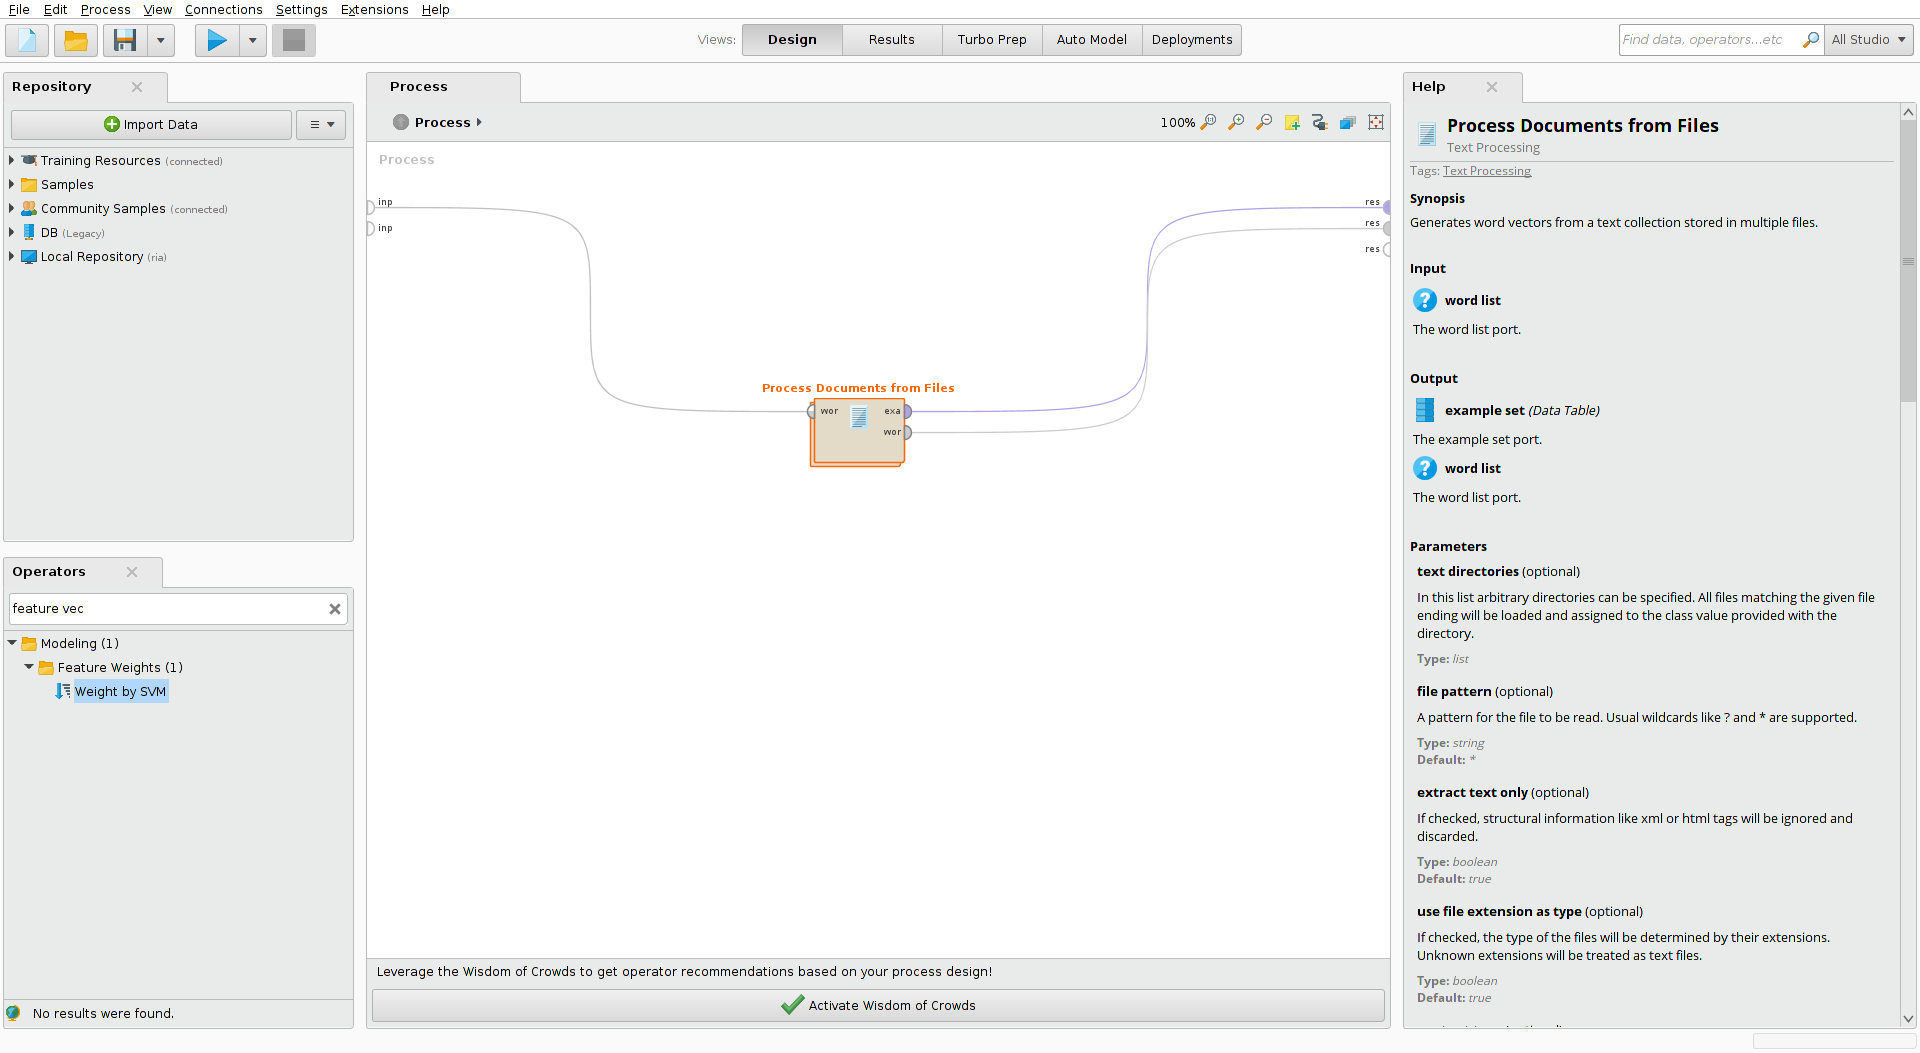 File Edit Process View Connections Settings Extensions Help
Views: Design Results Turbo Prep Auto Model Deployments
Find data, operators...etc All Studio
Repository
Import Data
Training Resources (connected)
Samples
Community Samples (connected)
DB (Legacy)
Local Repository (ria)
Operators
feature vec
Modeling (1)
Feature Weights (1)
Weight by SVM
No results were found.
Process
Process
100%
Process
inp
inp
res
res
res
Process Documents from Files
wor exa
wor
Leverage the Wisdom of Crowds to get operator recommendations based on your process design!
Activate Wisdom of Crowds
Help
Process Documents from Files
Text Processing
Tags: Text Processing
Synopsis
Generates word vectors from a text collection stored in multiple files.
Input
word list
The word list port.
Output
example set (Data Table)
The example set port.
word list
The word list port.
Parameters
text directories (optional)
In this list arbitrary directories can be specified. All files matching the given file
ending will be loaded and assigned to the class value provided with the
directory.
Type: list
file pattern (optional)
A pattern for the file to be read. Usual wildcards like ? and * are supported.
Type: string
Default: *
extract text only (optional)
If checked, structural information like xml or html tags will be ignored and
discarded.
Type: boolean
Default: true
use file extension as type (optional)
If checked, the type of the files will be determined by their extensions.
Unknown extensions will be treated as text files.
Type: boolean
Default: true